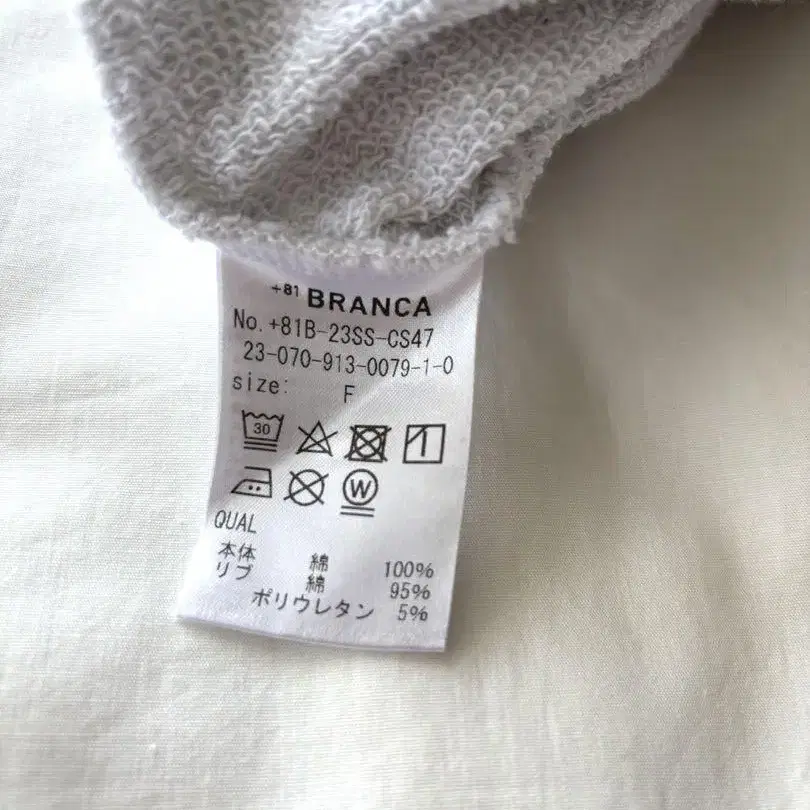 +81 BRANCA
No. +81B-23SS-CS47
23-070-913-0079-1-0
size: F
30
W
QUAL
本体 綿 100%
リブ 綿 95%
ポリウレタン 5%